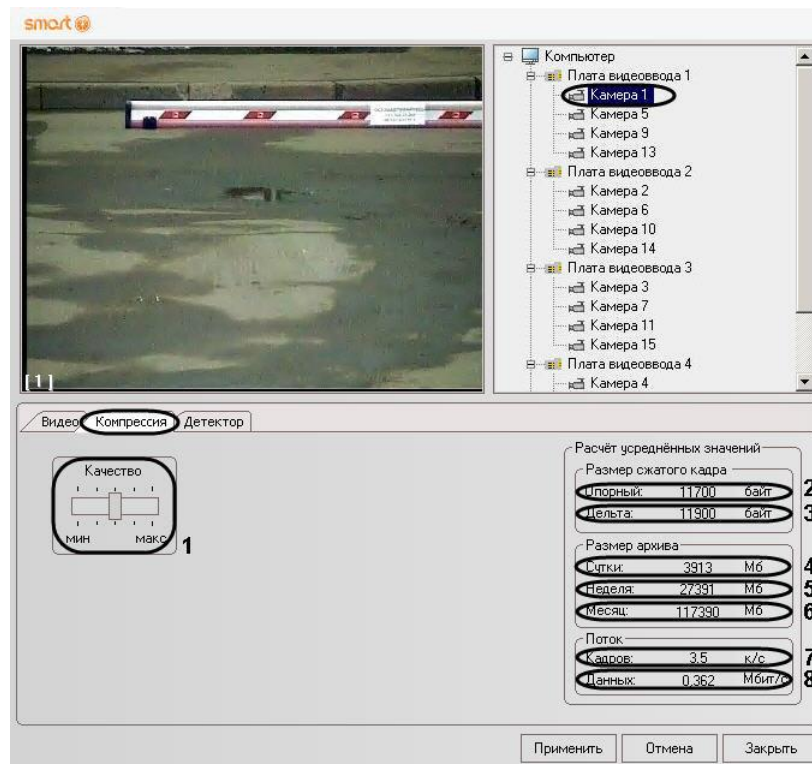 smart
Компьютер
Плата видеоввода 1
Камера 1
Камера 5
Камера 9
Камера 13
Плата видеоввода 2
Камера 2
Камера 6
Камера 10
Камера 14
Плата видеоввода 3
Камера 3
Камера 7
Камера 11
Камера 15
Плата видеоввода 4
Камера 4
[1]
Видео Компрессия Детектор
Качество
мин макс
1
Расчёт усреднённых значений
Размер сжатого кадра
Опорный: 11700 байт 2
Дельта: 11900 байт 3
Размер архива
Сутки: 3913 Мб 4
Неделя: 27391 Мб 5
Месяц: 117390 Мб 6
Поток
Кадров: 3.5 к/с 7
Данных: 0,362 Мбит/с 8
Применить Отмена Закрыть